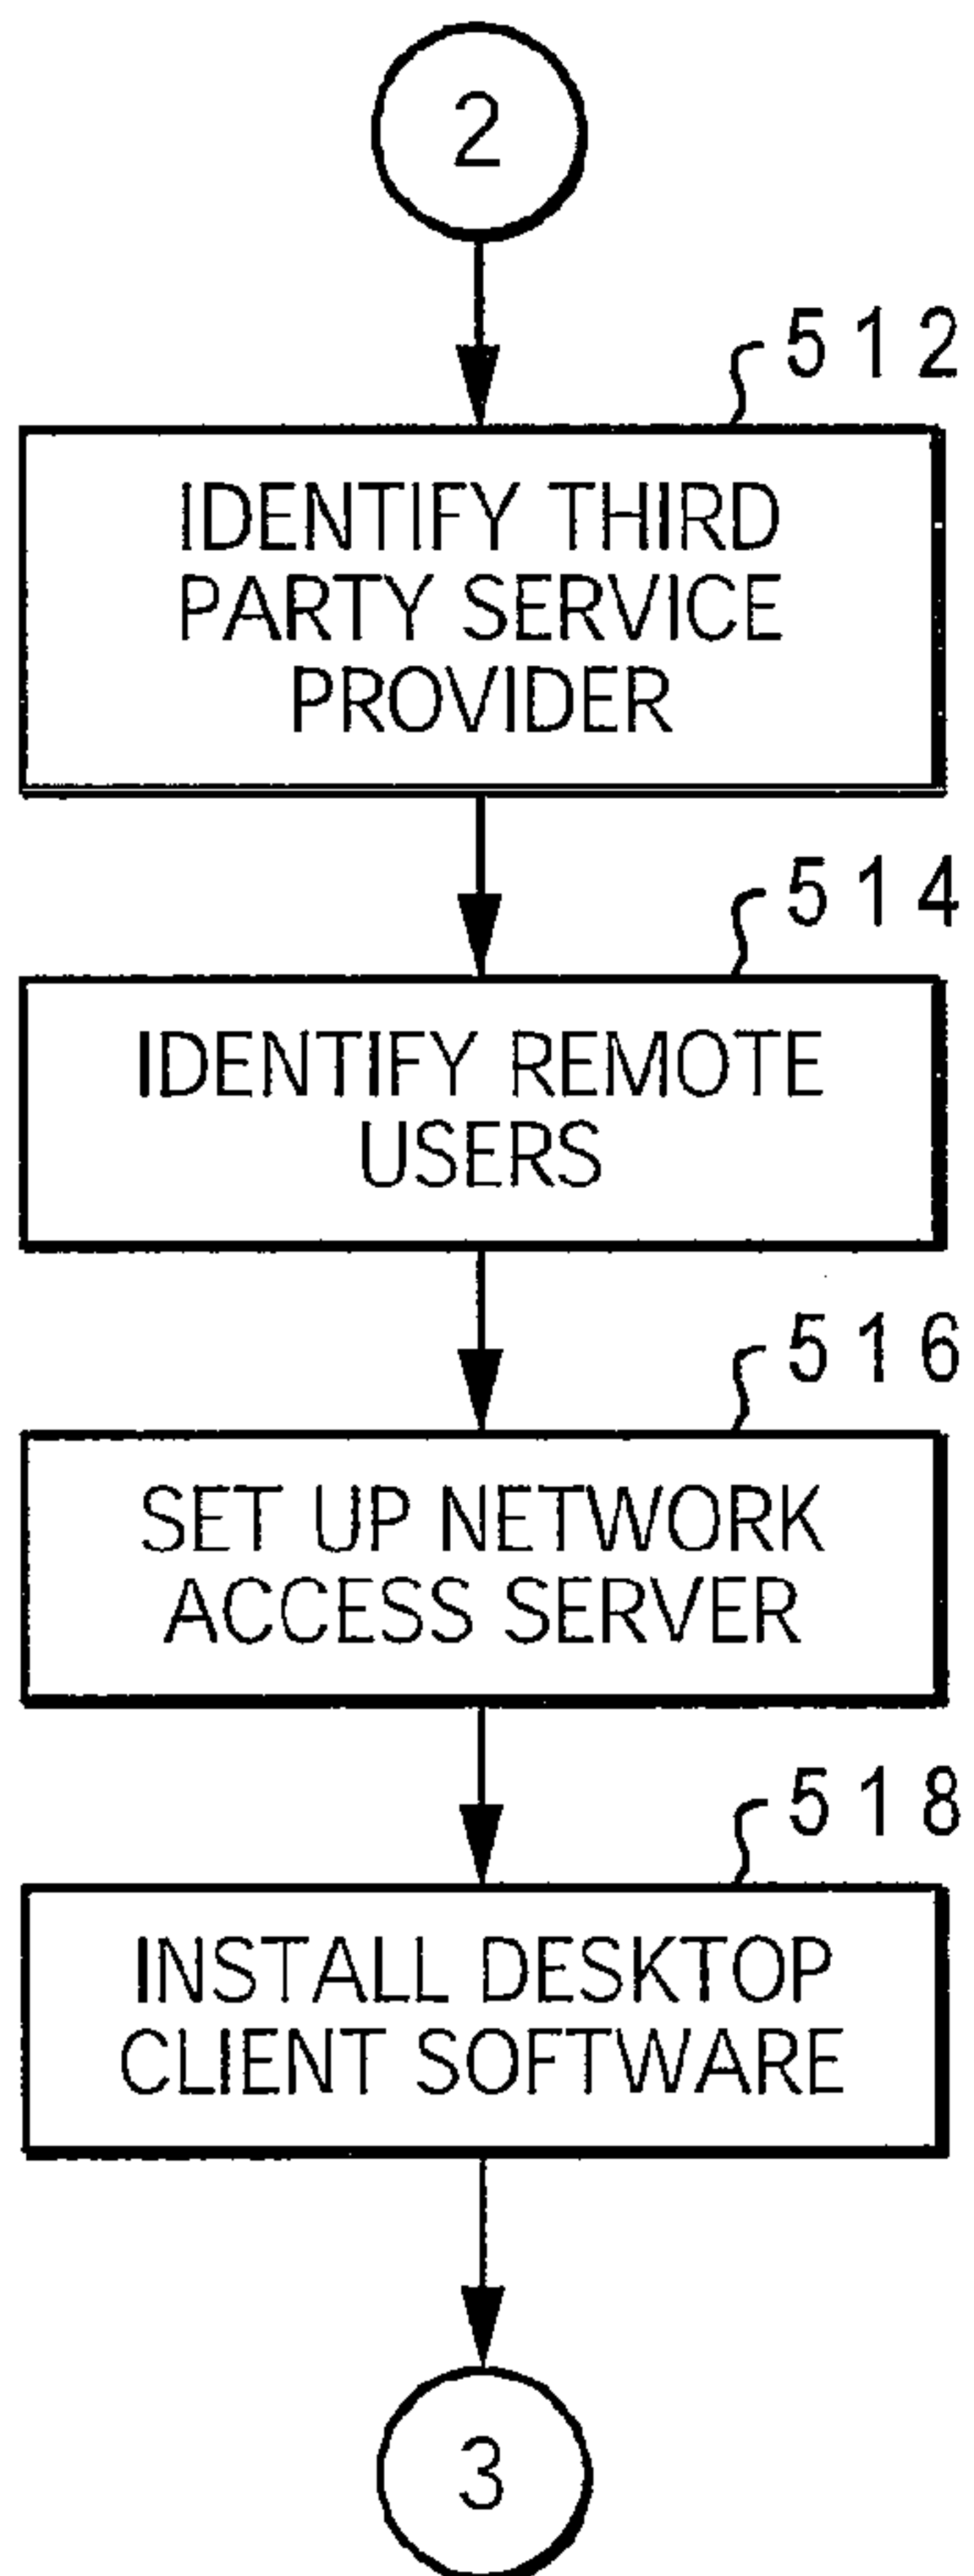 2
512
IDENTIFY THIRD
PARTY SERVICE
PROVIDER
514
IDENTIFY REMOTE
USERS
516
SET UP NETWORK
ACCESS SERVER
518
INSTALL DESKTOP
CLIENT SOFTWARE
3